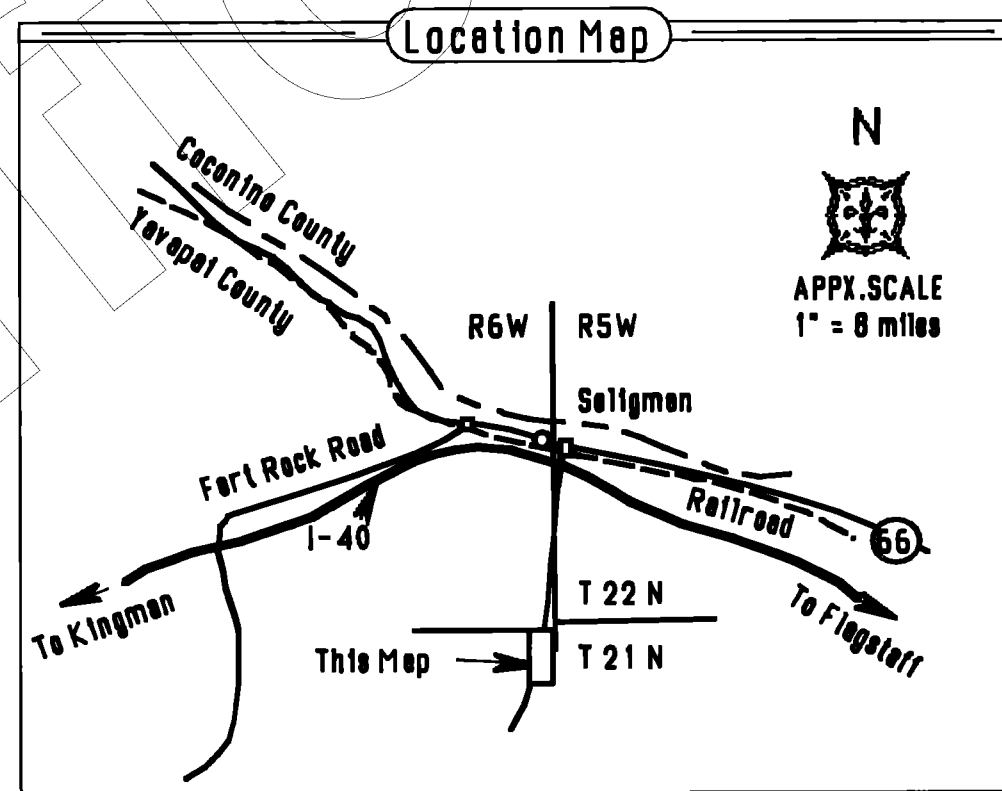 Location Map
N
APPX.SCALE
1" = 8 miles
Coconino County
Yavapai County
R6W
R5W
Seligman
Fort Rock Road
I-40
Railroad
66
To Kingman
T 22 N
To Flagstaff
This Map
T 21 N